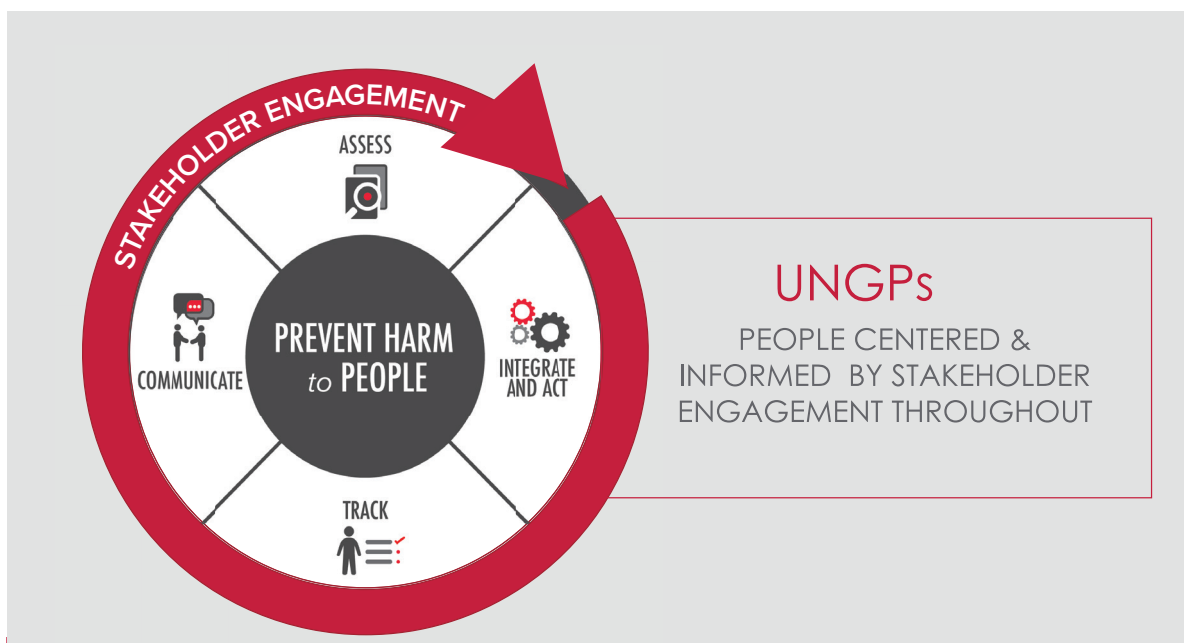 STAKEHOLDER ENGAGEMENT
ASSESS
PREVENT HARM
to PEOPLE
INTEGRATE
AND ACT
TRACK
COMMUNICATE
UNGPs
PEOPLE CENTERED &
INFORMED BY STAKEHOLDER
ENGAGEMENT THROUGHOUT